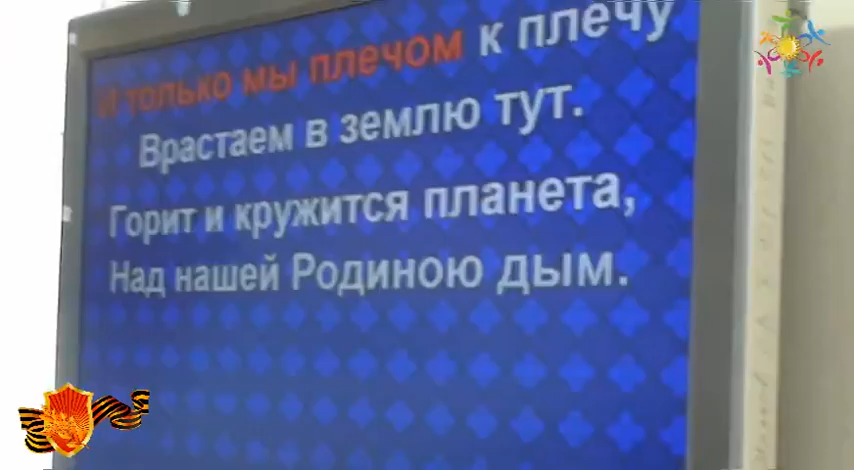 И только мы плечом к плечу
Врастаем в землю тут.
Горит и кружится планета,
Над нашей Родиною дым.